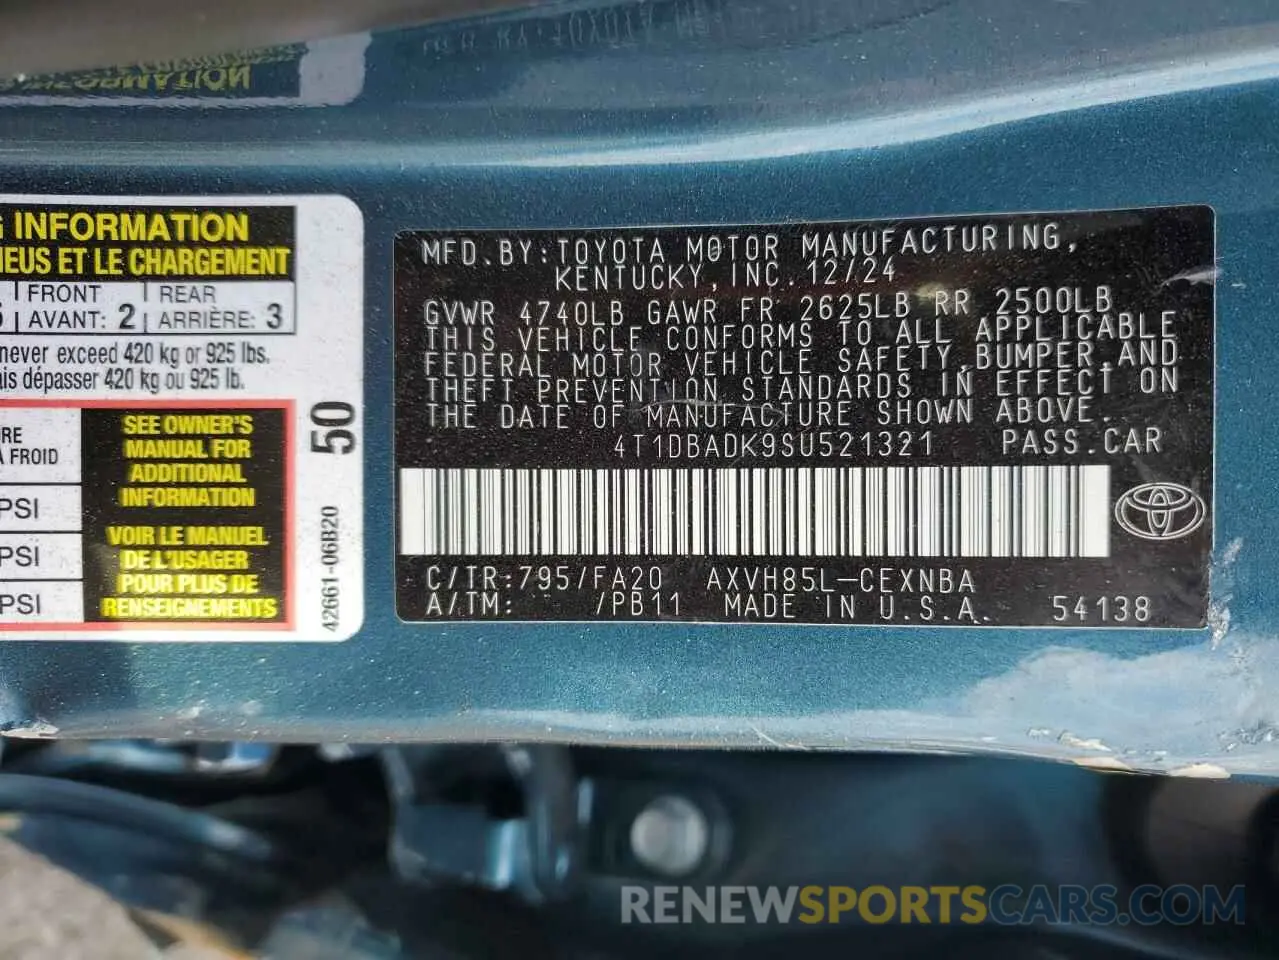 INFORMATION
INFORMATION
NEUS ET LE CHARGEMENT
FRONT
AVANT: 2
REAR
ARRIÈRE: 3
never exceed 420 kg or 925 lbs.
ais dépasser 420 kg ou 925 lb.
A FROID
PSI
PSI
PSI
SEE OWNER'S
MANUAL FOR
ADDITIONAL
INFORMATION
VOIR LE MANUEL
DE L'USAGER
POUR PLUS DE
RENSEIGNEMENTS
50
42661-06B20
MFD. BY: TOYOTA MOTOR MANUFACTURING,
KENTUCKY, INC. 12/24
GVWR 4740LB GAWR FR 2625LB RR 2500LB
THIS VEHICLE CONFORMS TO ALL APPLICABLE
FEDERAL MOTOR VEHICLE SAFETY, BUMPER, AND
THEFT PREVENTION STANDARDS IN EFFECT ON
THE DATE OF MANUFACTURE SHOWN ABOVE.
4T1DBADK9SU521321 PASS. CAR
C/TR: 795/FA20 AXVH85L-CEXNBA
A/TM: /PB11 MADE IN U.S.A. 54138
RENEWSPORTSCARS.COM